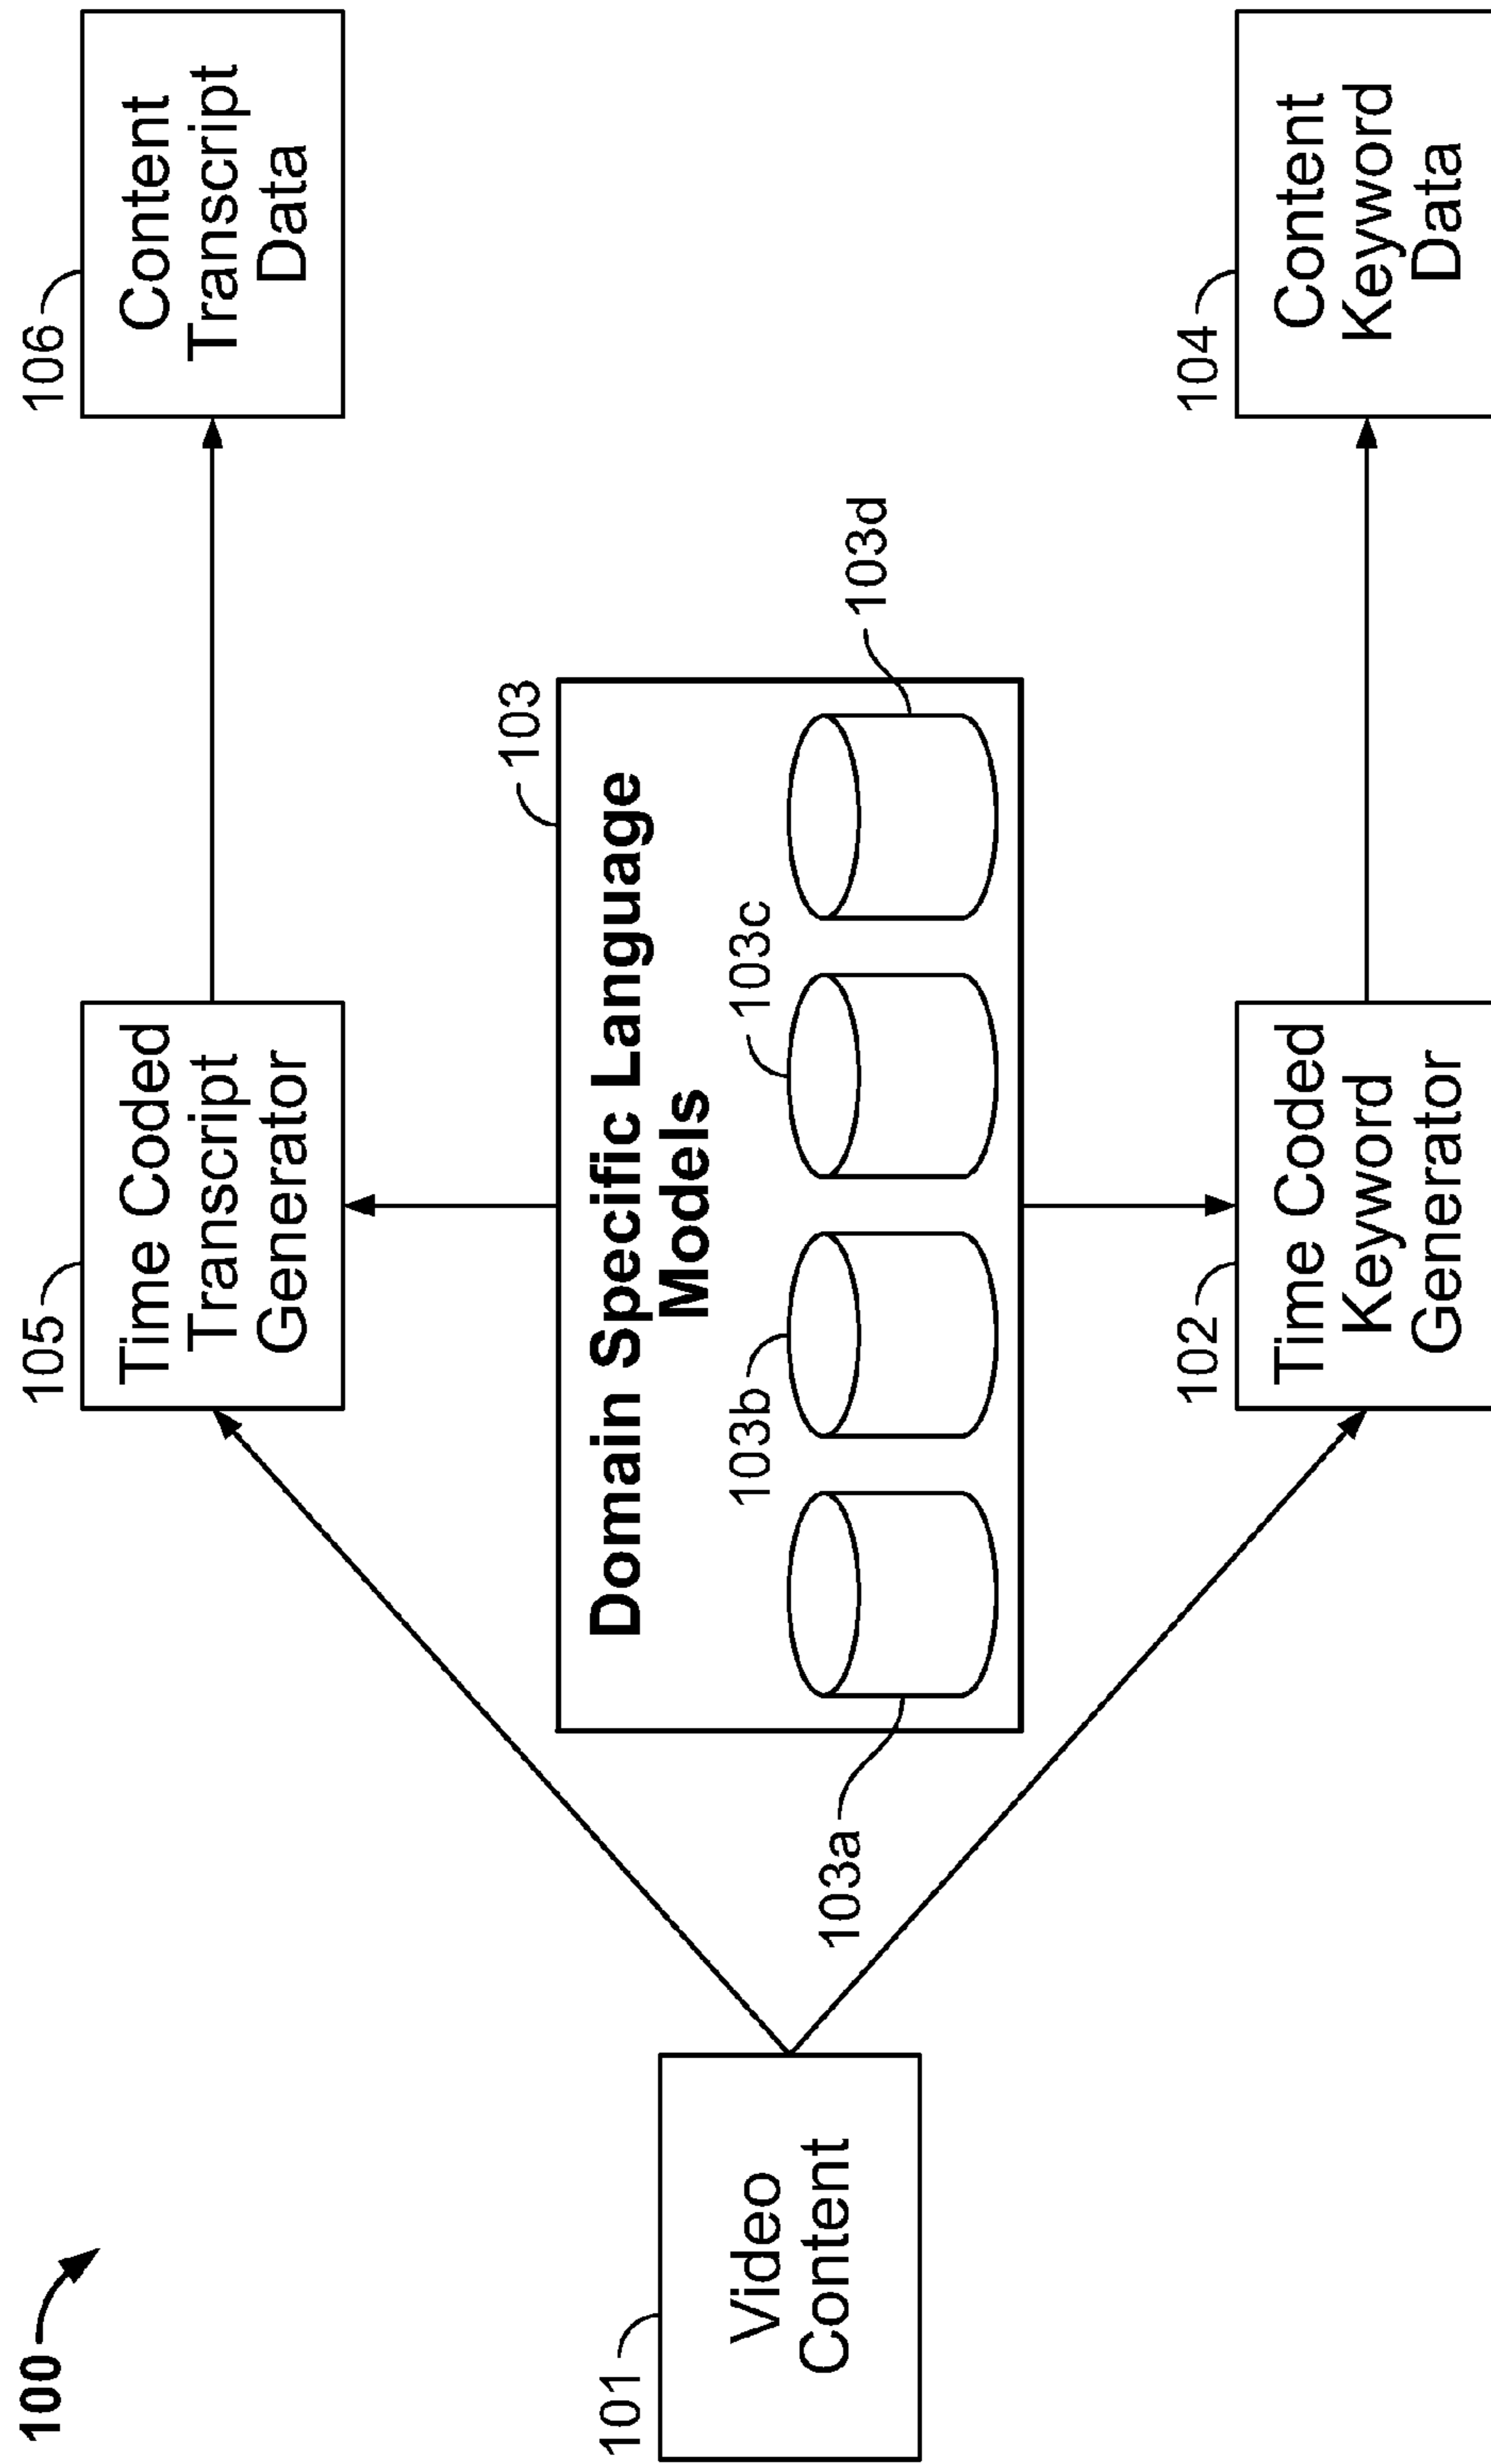 100
105
Time Coded
Transcript
Generator
106
Content
Transcript
Data
101
Video
Content
103
Domain Specific Language
Models
103a
103b
103c
103d
102
Time Coded
Keyword
Generator
104
Content
Keyword
Data